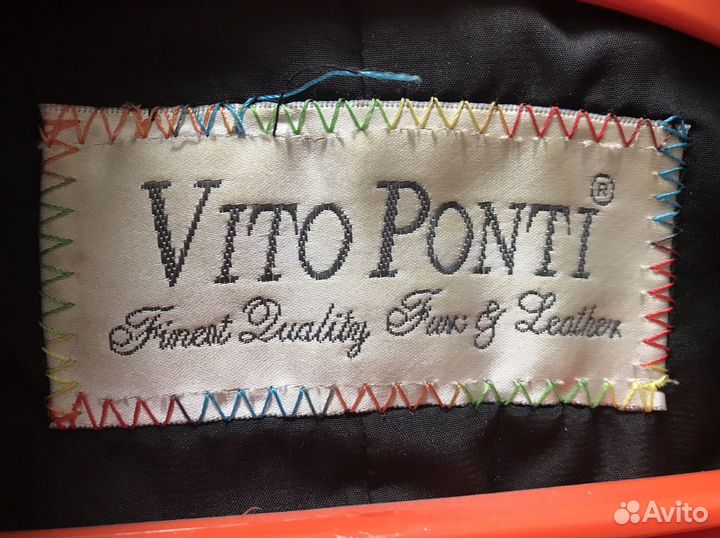 VITO PONTI®
Finest Quality Fur & Leather
Avito